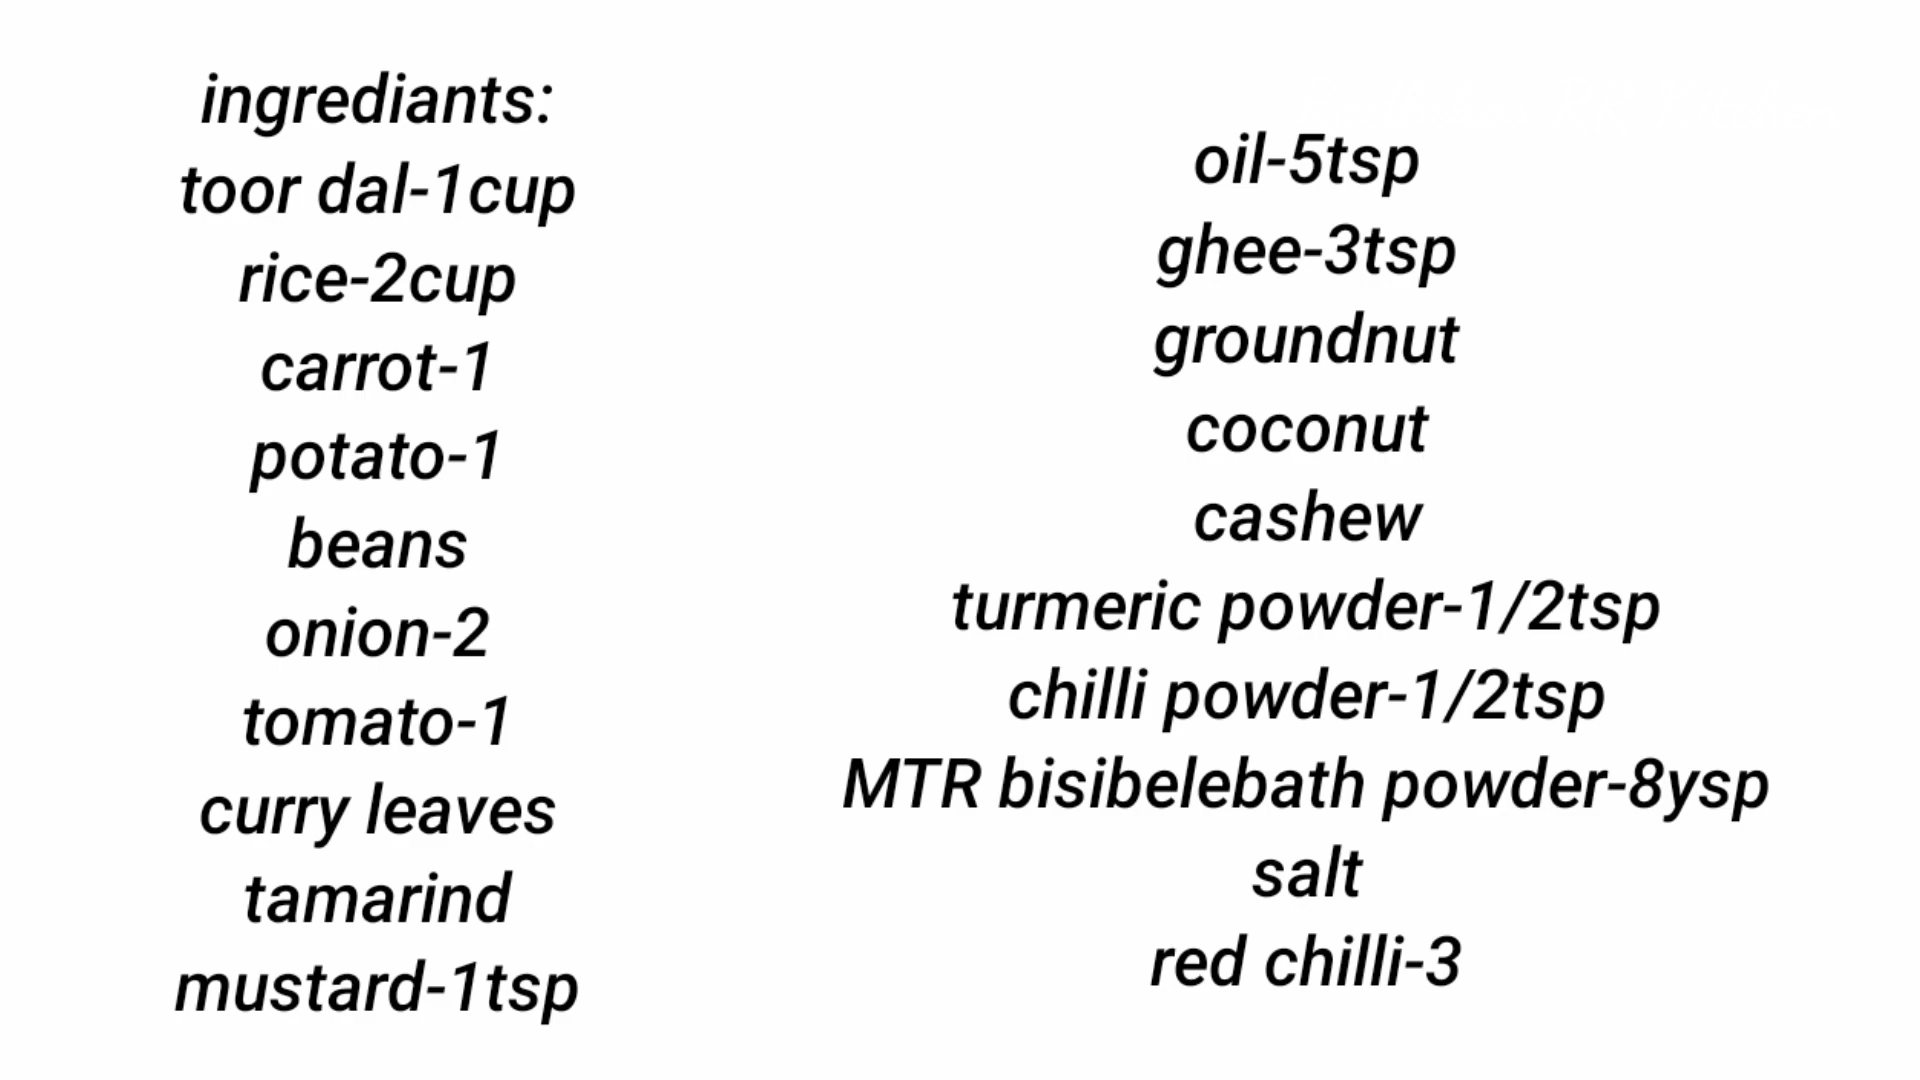 ingrediants:
toor dal-1cup
rice-2cup
carrot-1
potato-1
beans
onion-2
tomato-1
curry leaves
tamarind
mustard-1tsp
oil-5tsp
ghee-3tsp
groundnut
coconut
cashew
turmeric powder-1/2tsp
chilli powder-1/2tsp
MTR bisibelebath powder-8ysp
salt
red chilli-3